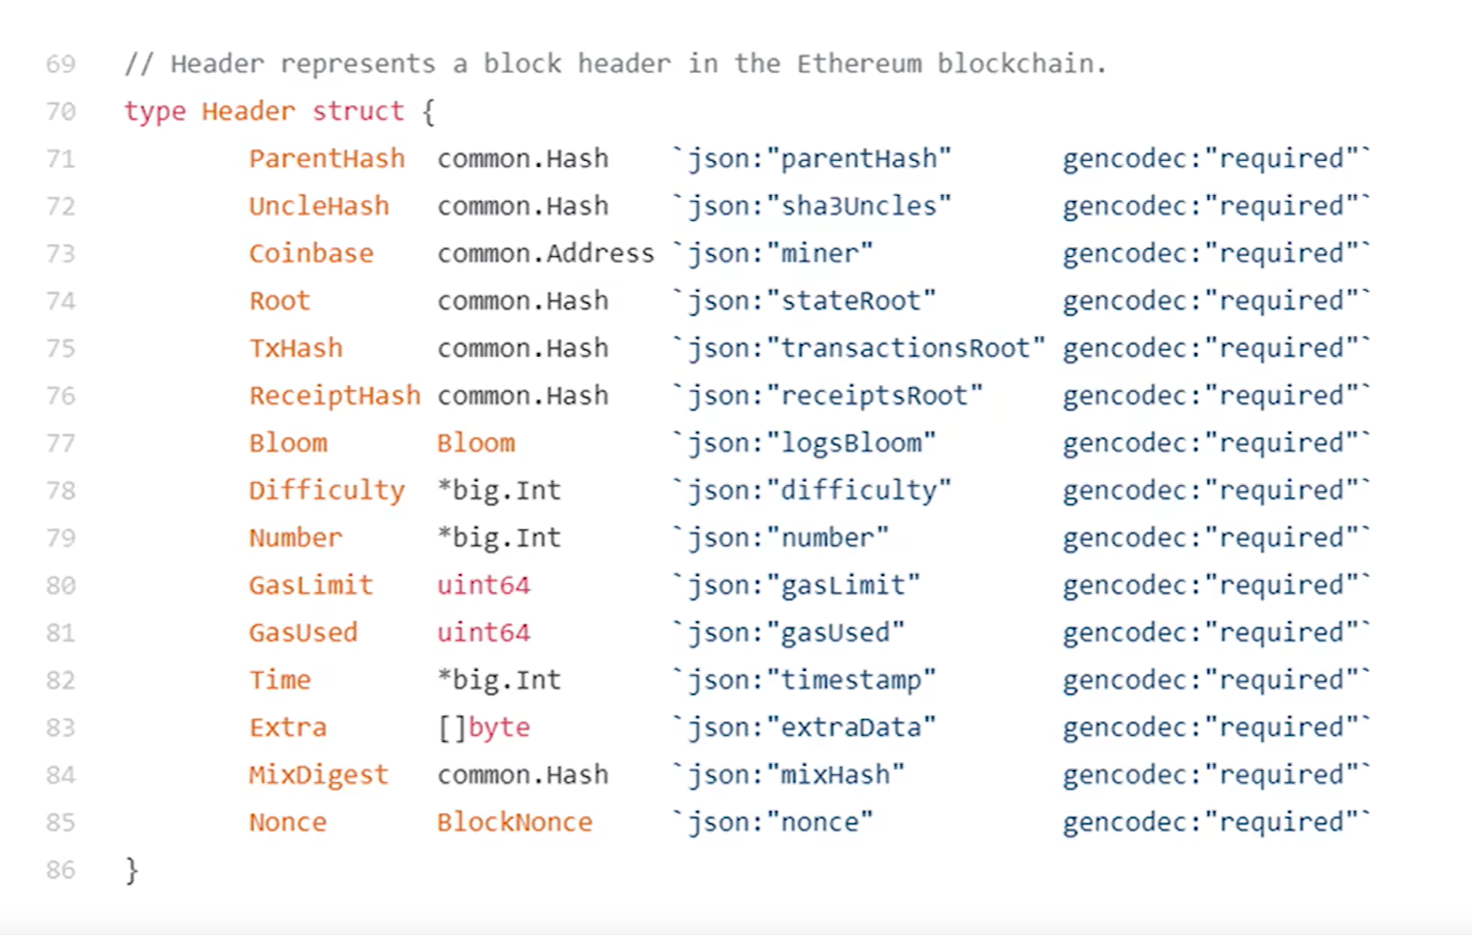 69 // Header represents a block header in the Ethereum blockchain.
70 type Header struct {
71 ParentHash common.Hash `json:"parentHash" gencodec:"required"`
72 UncleHash common.Hash `json:"sha3Uncles" gencodec:"required"`
73 Coinbase common.Address `json:"miner" gencodec:"required"`
74 Root common.Hash `json:"stateRoot" gencodec:"required"`
75 TxHash common.Hash `json:"transactionsRoot" gencodec:"required"`
76 ReceiptHash common.Hash `json:"receiptsRoot" gencodec:"required"`
77 Bloom Bloom `json:"logsBloom" gencodec:"required"`
78 Difficulty *big.Int `json:"difficulty" gencodec:"required"`
79 Number *big.Int `json:"number" gencodec:"required"`
80 GasLimit uint64 `json:"gasLimit" gencodec:"required"`
81 GasUsed uint64 `json:"gasUsed" gencodec:"required"`
82 Time *big.Int `json:"timestamp" gencodec:"required"`
83 Extra []byte `json:"extraData" gencodec:"required"`
84 MixDigest common.Hash `json:"mixHash" gencodec:"required"`
85 Nonce BlockNonce `json:"nonce" gencodec:"required"`
86 }